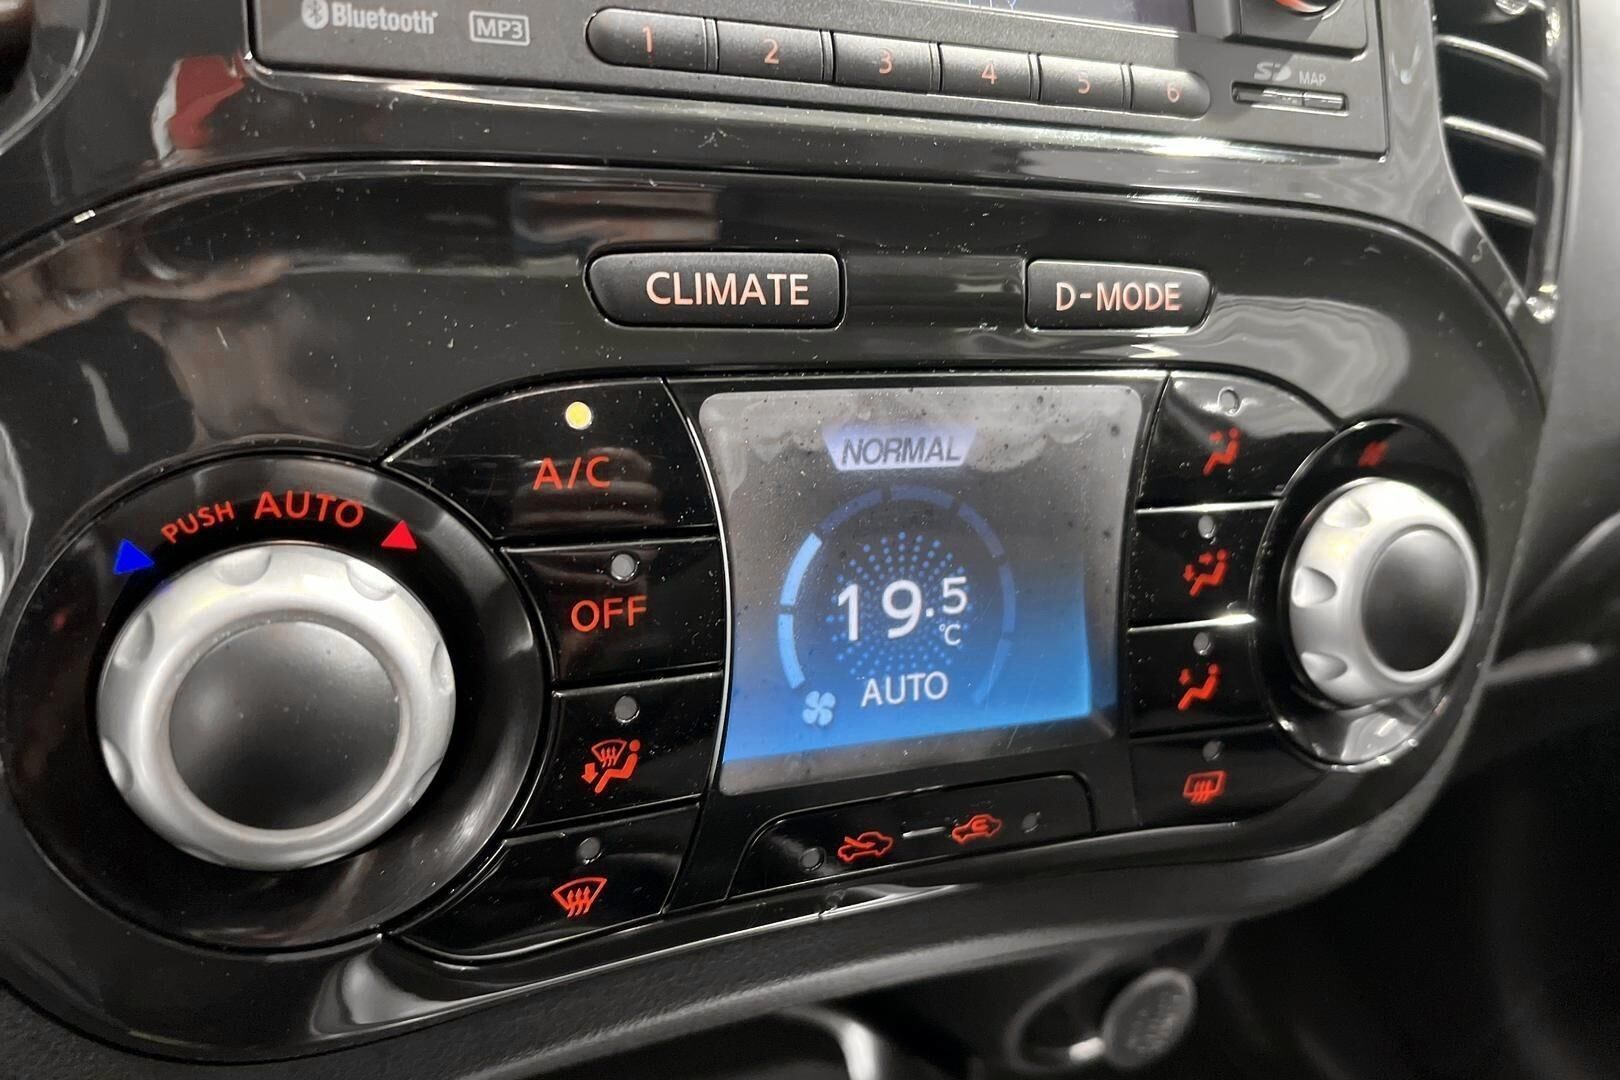 Bluetooth MP3
1 2 3 4 5 6
SD MAP
CLIMATE D-MODE
PUSH AUTO
A/C
OFF
NORMAL
19.5 °C
AUTO